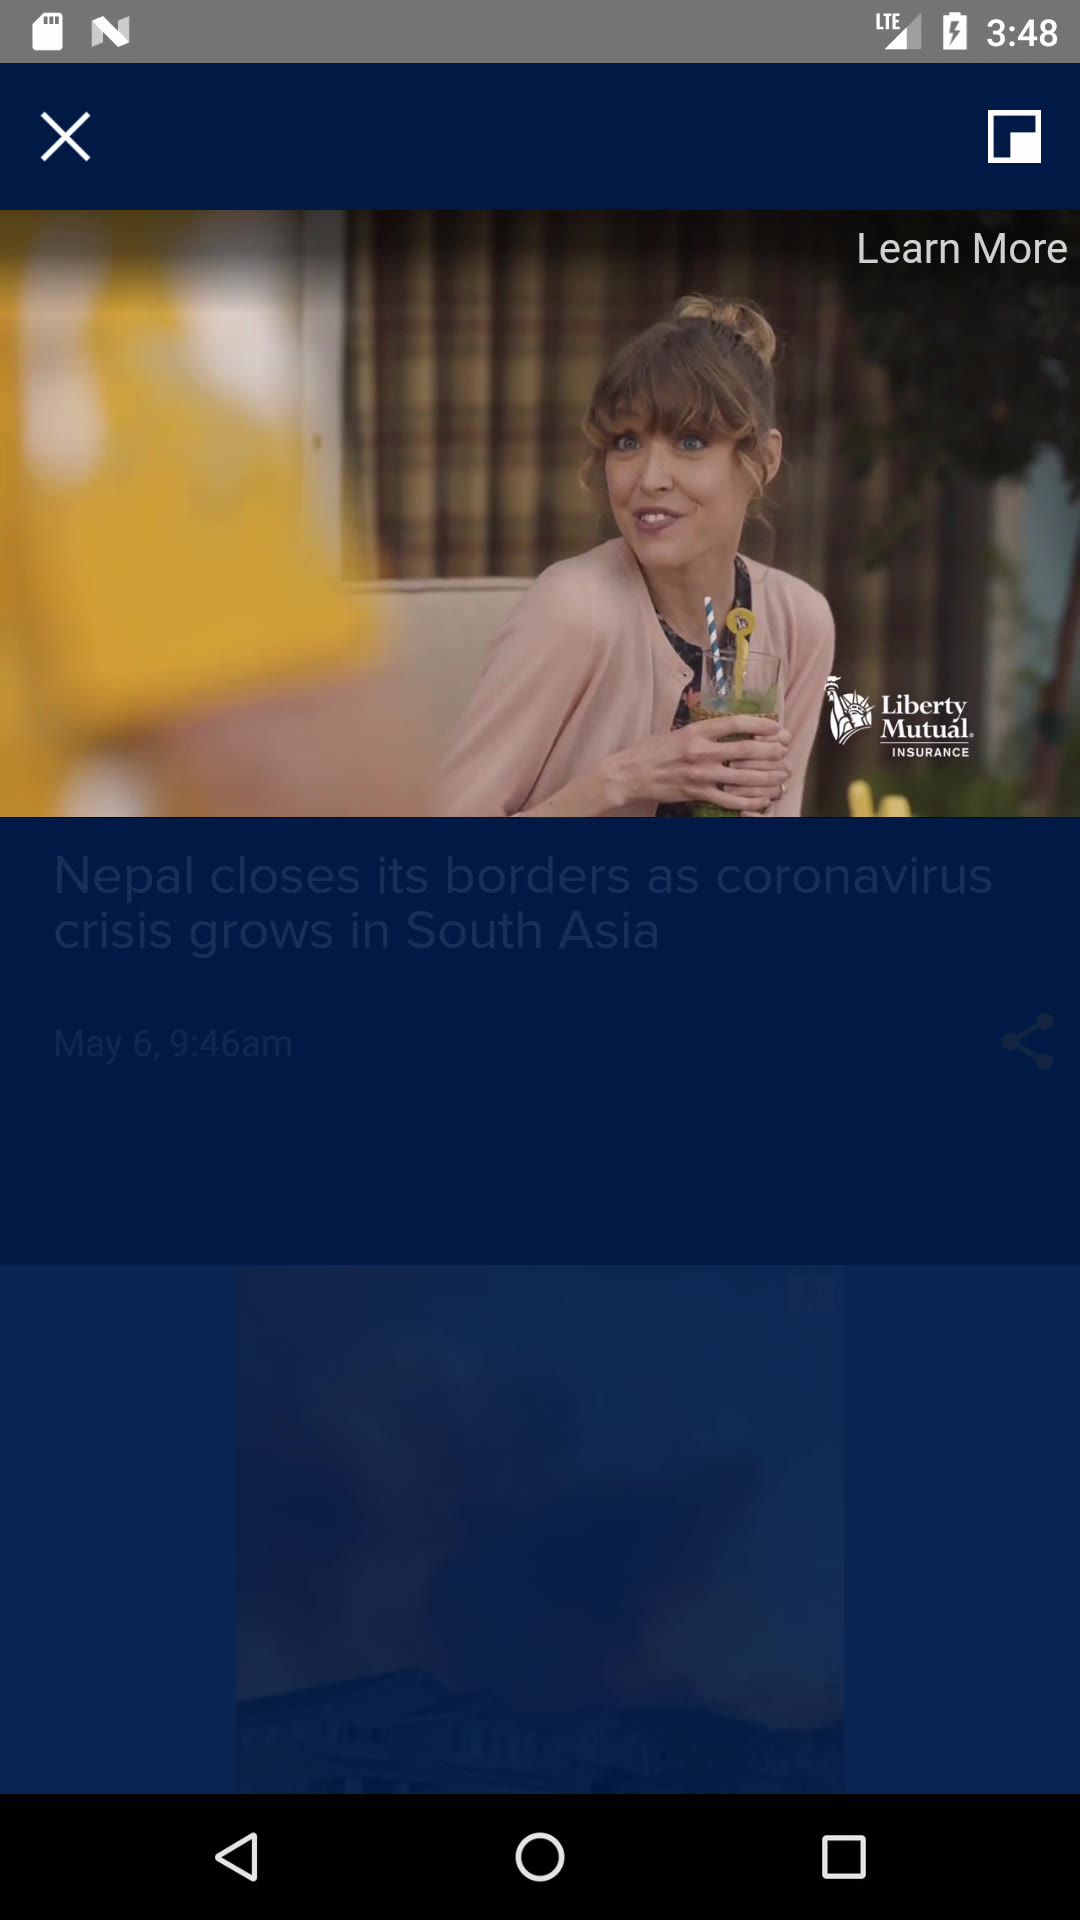 LTE
3:48
Learn More
Liberty
Mutual.
INSURANCE
Nepal closes its borders as coronavirus
crisis grows in South Asia
May 6, 9:46am